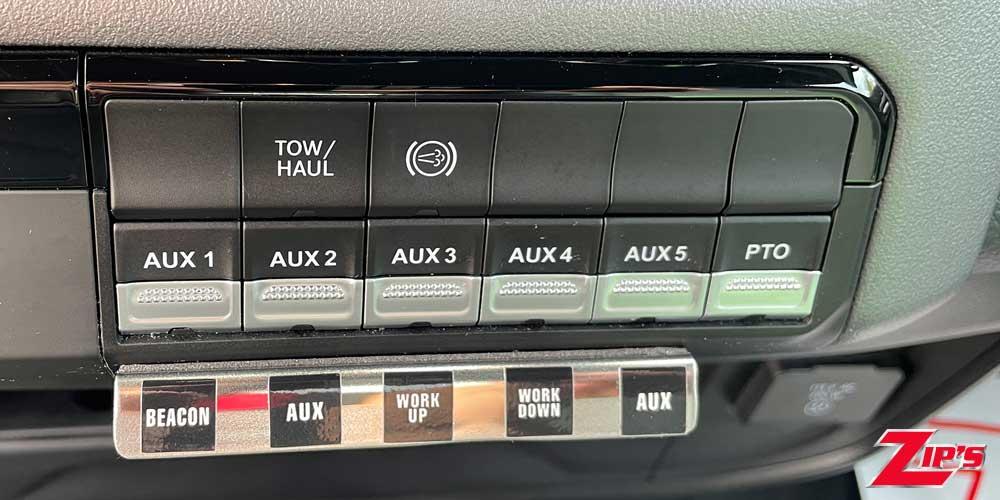 TOW/
HAUL
AUX 1
AUX 2
AUX 3
AUX 4
AUX 5
PTO
BEACON
AUX
WORK
UP
WORK
DOWN
AUX
ZIP'S